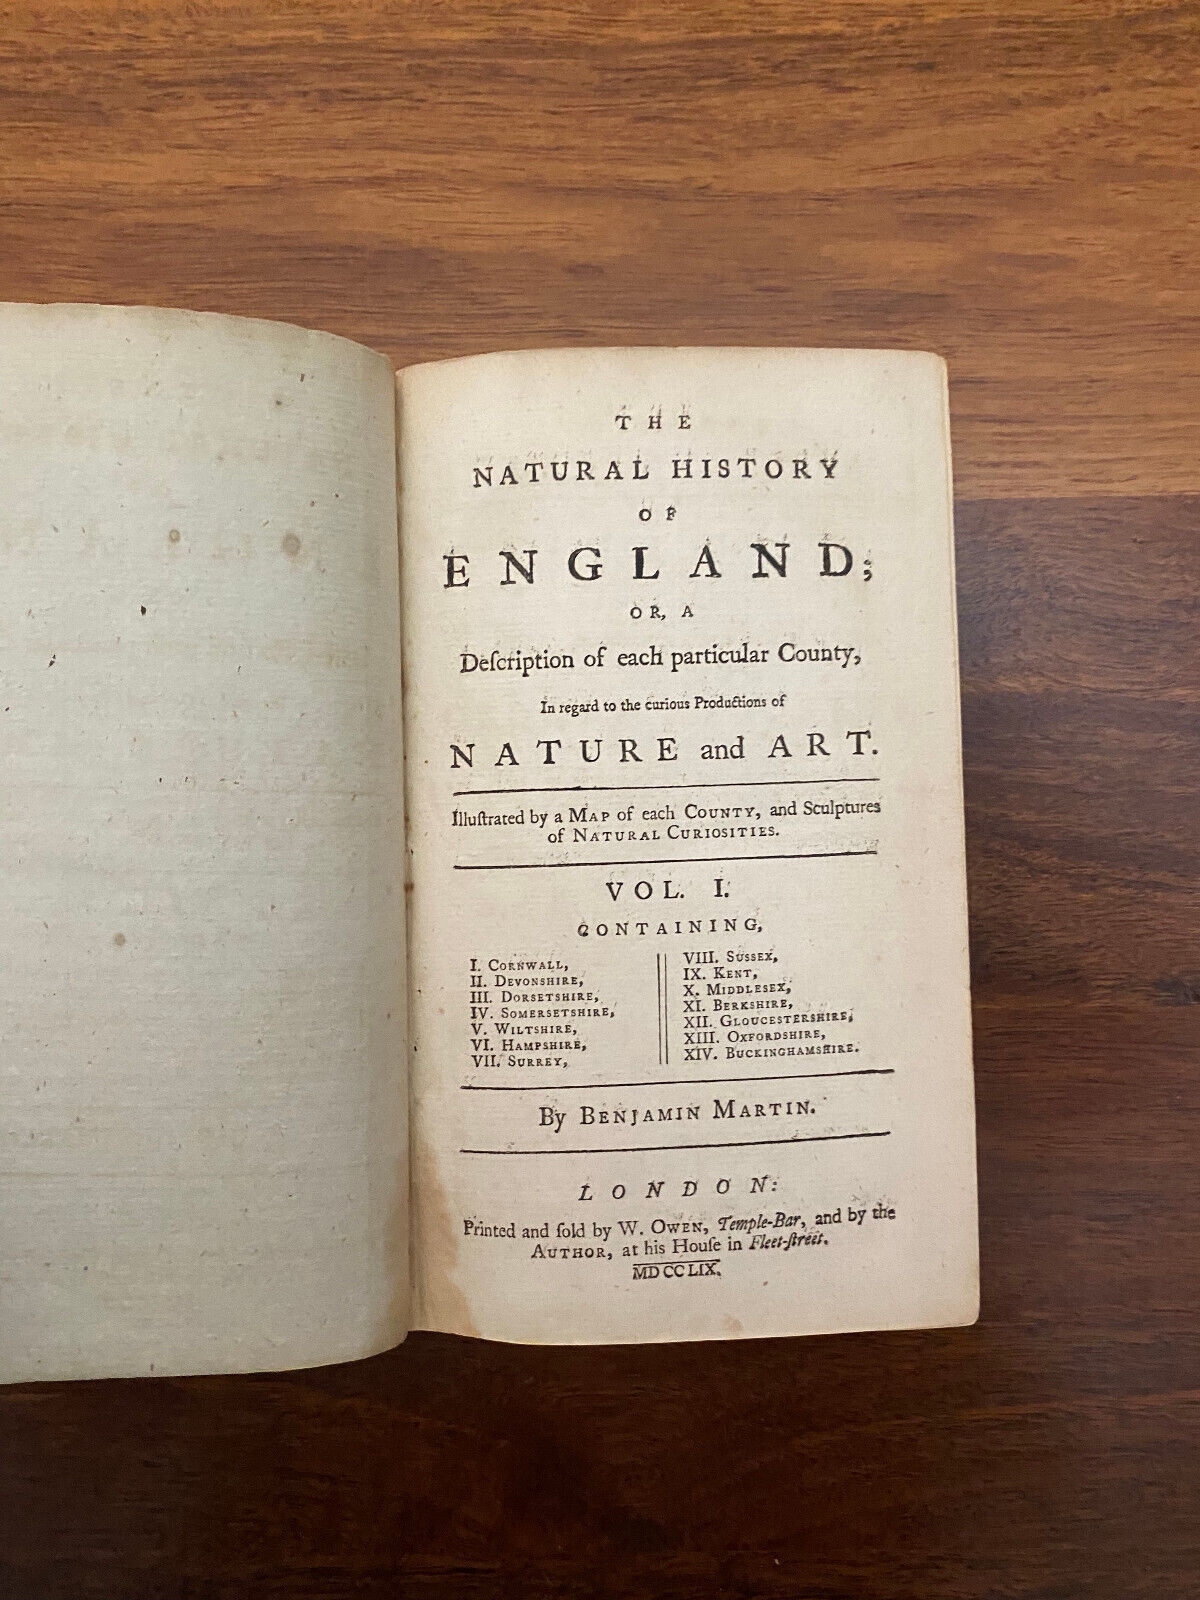 THE
NATURAL HISTORY
OF
ENGLAND;
OR, A
Deſcription of each particular County,
In regard to the curious Productions of
NATURE and ART.
Illuſtrated by a MAP of each COUNTY, and Sculptures
of NATURAL CURIOSITIES.
VOL. I.
CONTAINING,
I. CORNWALL,
II. DEVONSHIRE,
III. DORSETSHIRE,
IV. SOMERSETSHIRE,
V. WILTSHIRE,
VI. HAMPSHIRE,
VII. SURREY,
VIII. SUSSEX,
IX. KENT,
X. MIDDLESEX,
XI. BERKSHIRE,
XII. GLOUCESTERSHIRE,
XIII. OXFORDSHIRE,
XIV. BUCKINGHAMSHIRE.
By BENJAMIN MARTIN.
LONDON:
Printed and ſold by W. OWEN, Temple-Bar, and by the
AUTHOR, at his Houſe in Fleet-ſtreet.
MDCCLIX.